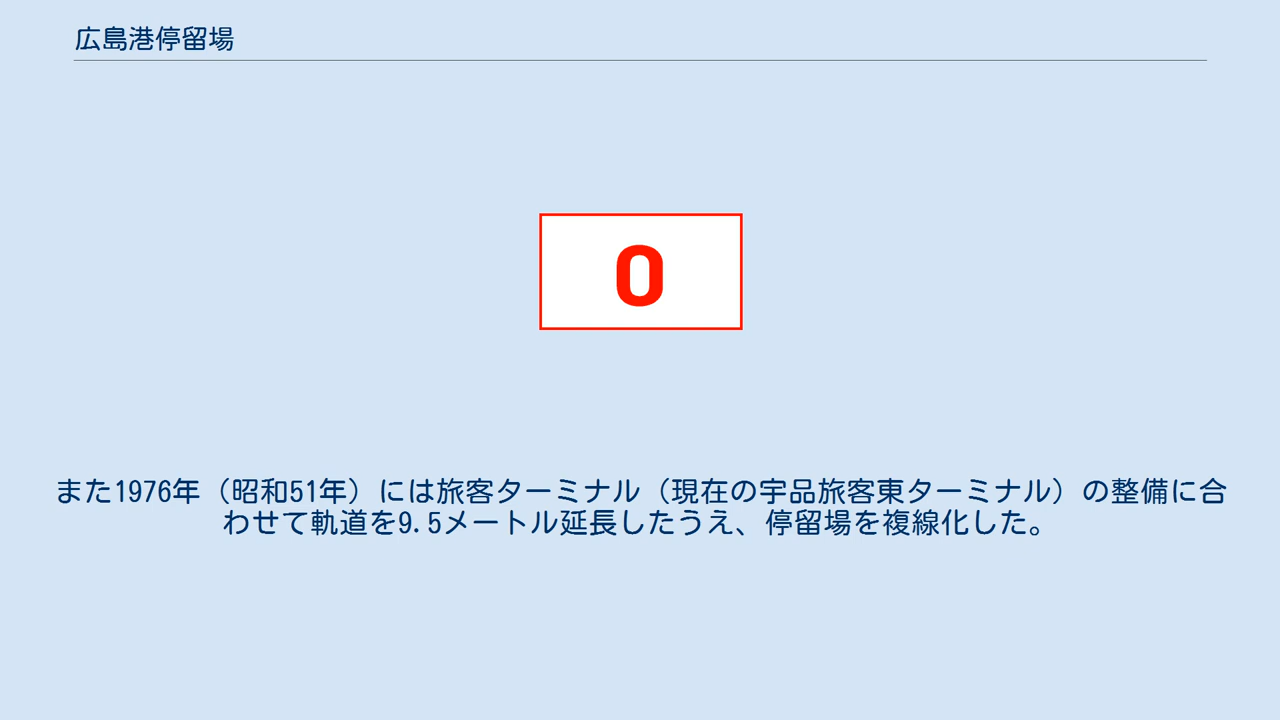 広島港停留場
0
また1976年（昭和51年）には旅客ターミナル（現在の宇品旅客東ターミナル）の整備に合
わせて軌道を9.5メートル延長したうえ、停留場を複線化した。